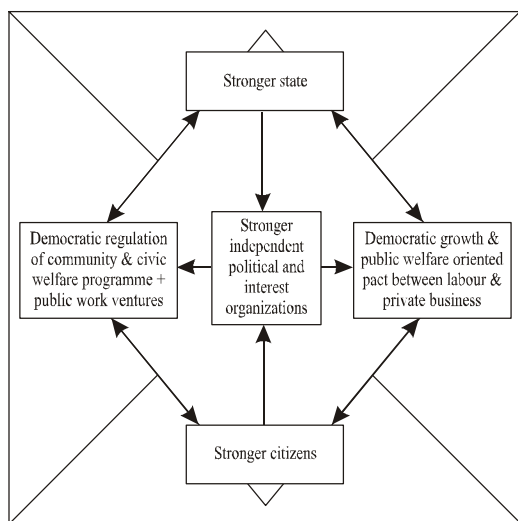 Stronger state
Democratic regulation
of community & civic
welfare programme +
public work ventures
Stronger
independent
political and
interest
organizations
Democratic growth &
public welfare oriented
pact between labour &
private business
Stronger citizens